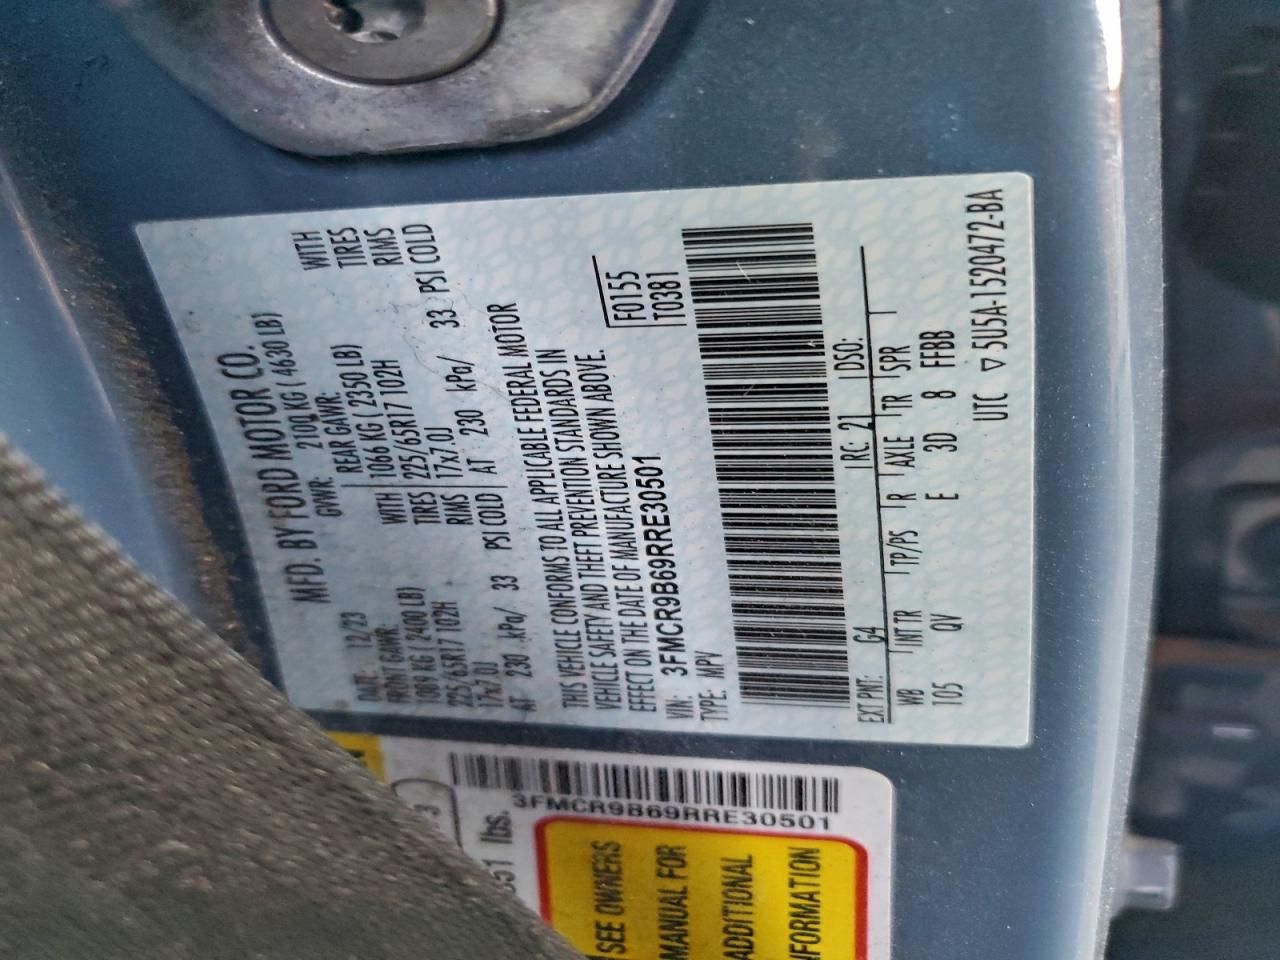 MFD. BY FORD MOTOR CO.
DATE: 12/23 GVWR: 2100 KG ( 4630 LB)
FRONT GAWR: REAR GAWR:
1009 KG ( 2400 LB) WITH 1066 KG ( 2350 LB) WITH
225/65R17 102H TIRES 225/65R17 102H TIRES
17x7.0J RIMS 17x7.0J RIMS
AT 230 kPa/ 33 PSI COLD AT 230 kPa/ 33 PSI COLD
THIS VEHICLE CONFORMS TO ALL APPLICABLE FEDERAL MOTOR
VEHICLE SAFETY AND THEFT PREVENTION STANDARDS IN
EFFECT ON THE DATE OF MANUFACTURE SHOWN ABOVE.
VIN: 3FMCR9B69RRE30501 F0155
TYPE: MPV T0381
EXT PNT: G4 RC: 21 DSO:
WB INT TR TP/PS R AXLE TR SPR
105 QV E 3D 8 FFBB
UTC ▽ 5U5A-1520472-BA
3
51 lbs.
3FMCR9B69RRE30501
SEE OWNERS
MANUAL FOR
ADDITIONAL
INFORMATION